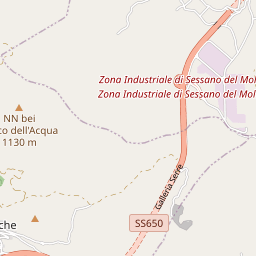 Zona Industriale di Sessano del Mol
Zona Industriale di Sessano del Mol
NN bei
co dell'Acqua
1130 m
Galleria Serre
SS650
che